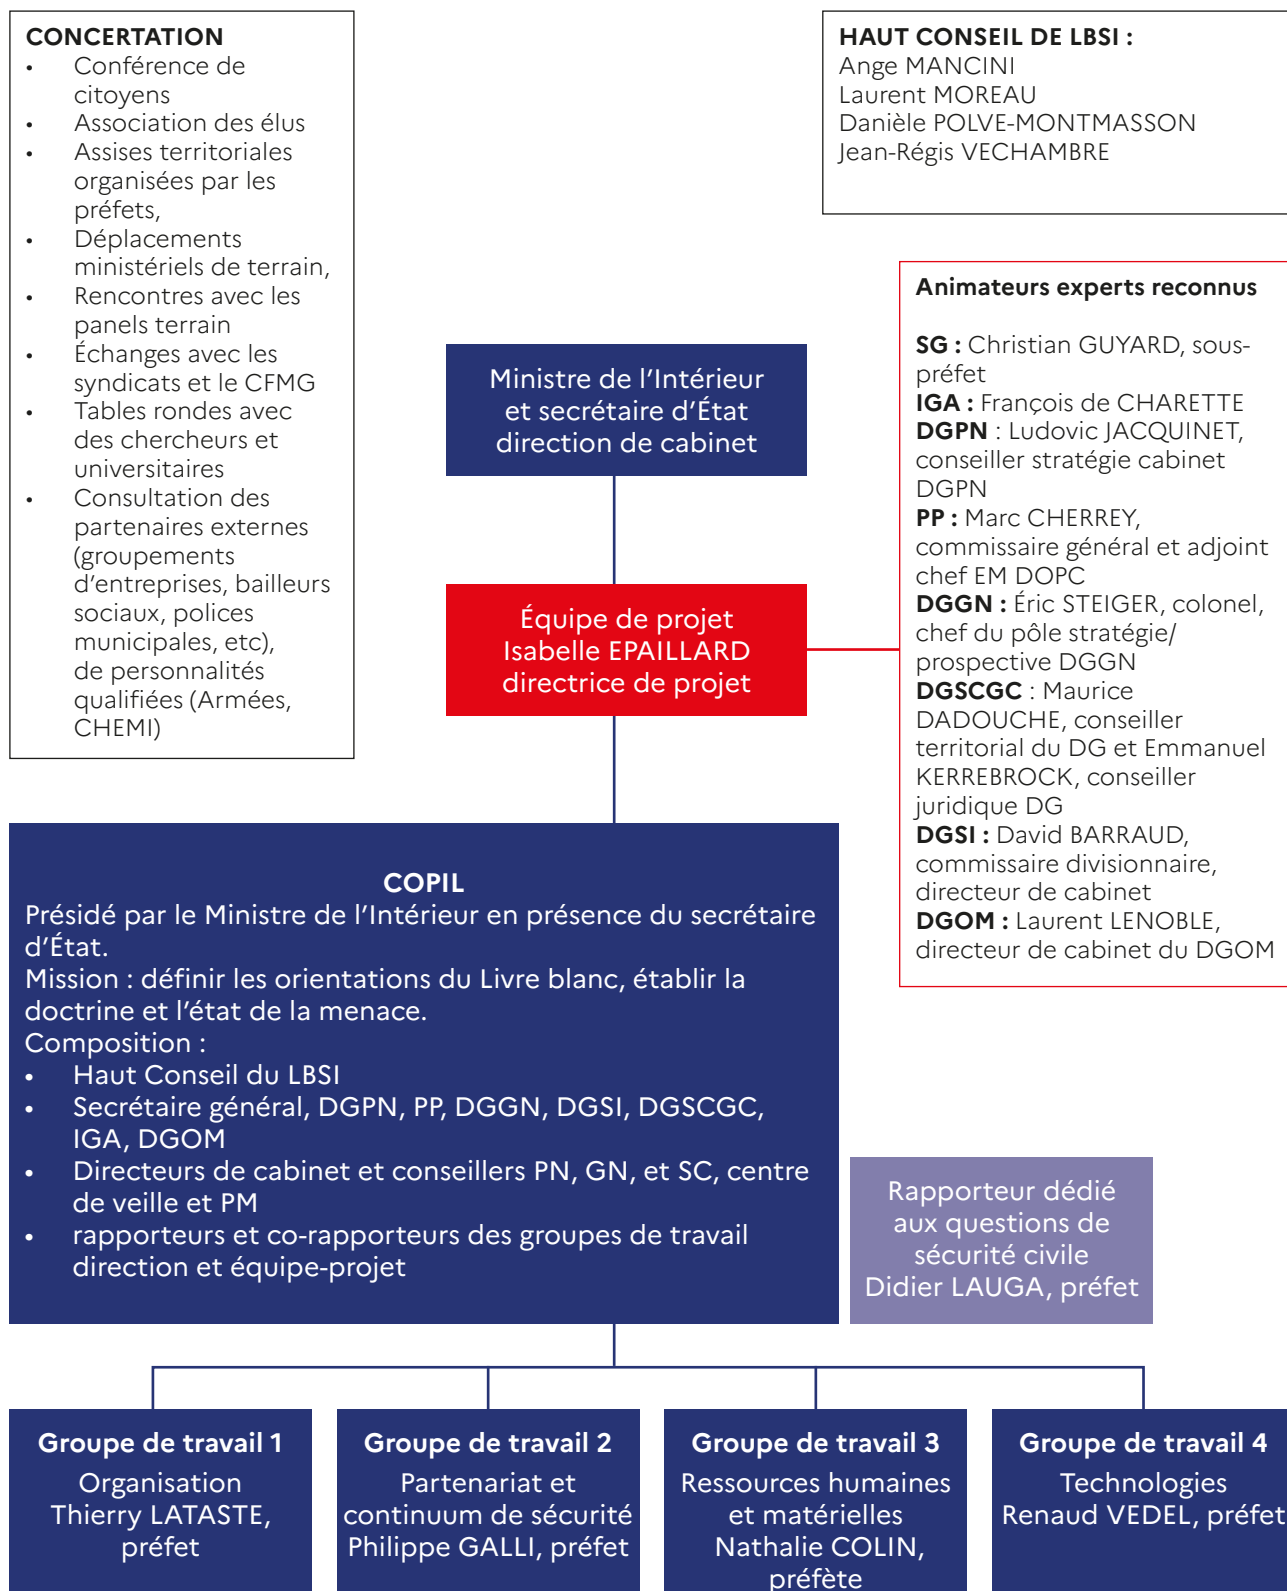 CONCERTATION
• Conférence de
citoyens
• Association des élus
• Assises territoriales
organisées par les
préfets,
• Déplacements
ministériels de terrain,
• Rencontres avec les
panels terrain
• Échanges avec les
syndicats et le CFMG
• Tables rondes avec
des chercheurs et
universitaires
• Consultation des
partenaires externes
(groupements
d'entreprises, bailleurs
sociaux, polices
municipales, etc),
de personnalités
qualifiées (Armées,
CHEMI)
HAUT CONSEIL DE LBSI :
Ange MANCINI
Laurent MOREAU
Danièle POLVE-MONTMASSON
Jean-Régis VECHAMBRE
Ministre de l'Intérieur
et secrétaire d'État
direction de cabinet
Équipe de projet
Isabelle EPAILLARD
directrice de projet
Animateurs experts reconnus
SG : Christian GUYARD, sous-
préfet
IGA : François de CHARETTE
DGPN : Ludovic JACQUINET,
conseiller stratégie cabinet
DGPN
PP : Marc CHERREY,
commissaire général et adjoint
chef EM DOPC
DGGN : Éric STEIGER, colonel,
chef du pôle stratégie/
prospective DGGN
DGSCGC : Maurice
DADOUCHE, conseiller
territorial du DG et Emmanuel
KERREBROCK, conseiller
juridique DG
DGSI : David BARRAUD,
commissaire divisionnaire,
directeur de cabinet
DGOM : Laurent LENOBLE,
directeur de cabinet du DGOM
COPIL
Présidé par le Ministre de l'Intérieur en présence du secrétaire
d'État.
Mission : définir les orientations du Livre blanc, établir la
doctrine et l'état de la menace.
Composition :
• Haut Conseil du LBSI
• Secrétaire général, DGPN, PP, DGGN, DGSI, DGSCGC,
IGA, DGOM
• Directeurs de cabinet et conseillers PN, GN, et SC, centre
de veille et PM
• rapporteurs et co-rapporteurs des groupes de travail
direction et équipe-projet
Rapporteur dédié
aux questions de
sécurité civile
Didier LAUGA, préfet
Groupe de travail 1
Organisation
Thierry LATASTE,
préfet
Groupe de travail 2
Partenariat et
continuum de sécurité
Philippe GALLI, préfet
Groupe de travail 3
Ressources humaines
et matérielles
Nathalie COLIN,
préfète
Groupe de travail 4
Technologies
Renaud VEDEL, préfet